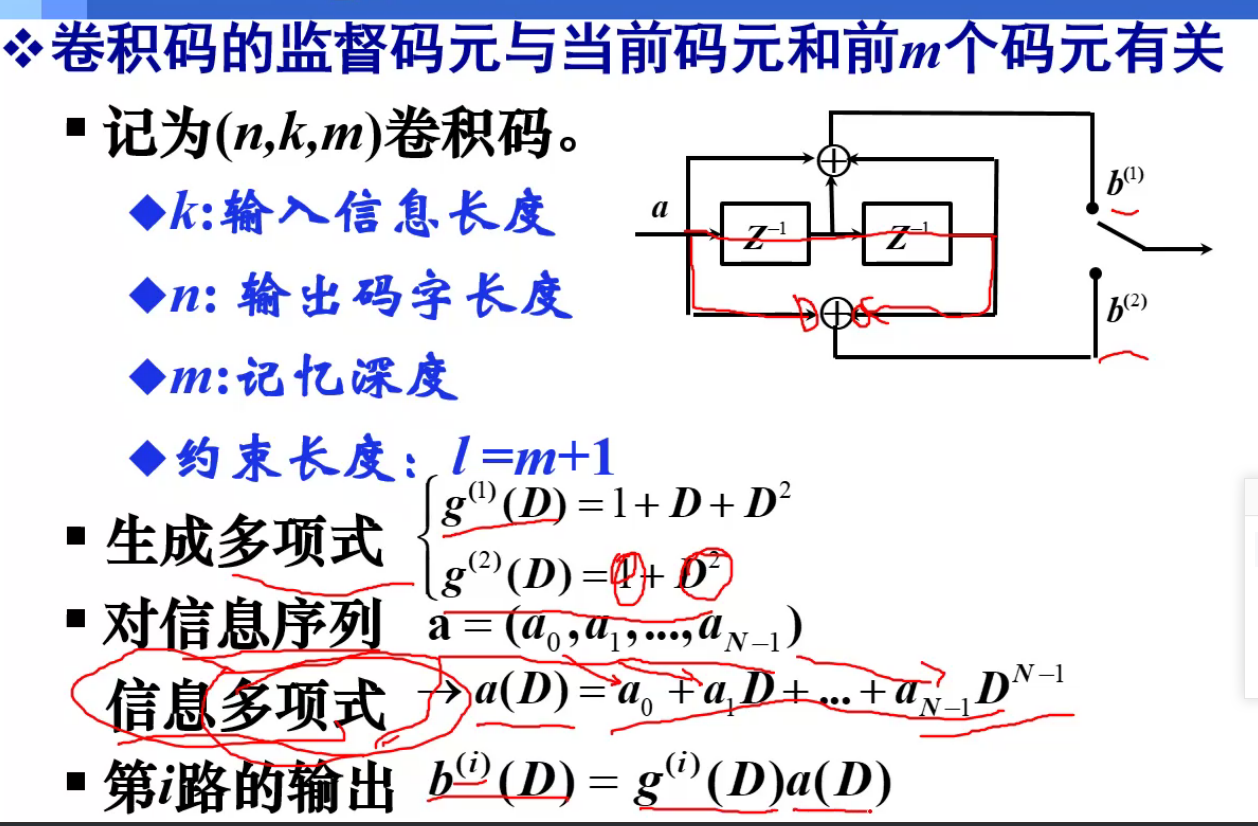 ❖卷积码的监督码元与当前码元和前m个码元有关
▪ 记为(n,k,m)卷积码。
◆k:输入信息长度
◆n: 输出码字长度
◆m:记忆深度
◆约束长度：l =m+1
a
Z⁻¹
Z⁻¹
b⁽¹⁾
b⁽²⁾
▪ 生成多项式
g⁽¹⁾(D) = 1 + D + D²
g⁽²⁾(D) = 1 + D²
▪ 对信息序列 a = (a₀,a₁,...,a_{N−1})
信息多项式 → a(D) = a₀ + a₁D + ... + a_{N−1}D^{N−1}
▪ 第i路的输出 b⁽ⁱ⁾(D) = g⁽ⁱ⁾(D)a(D)